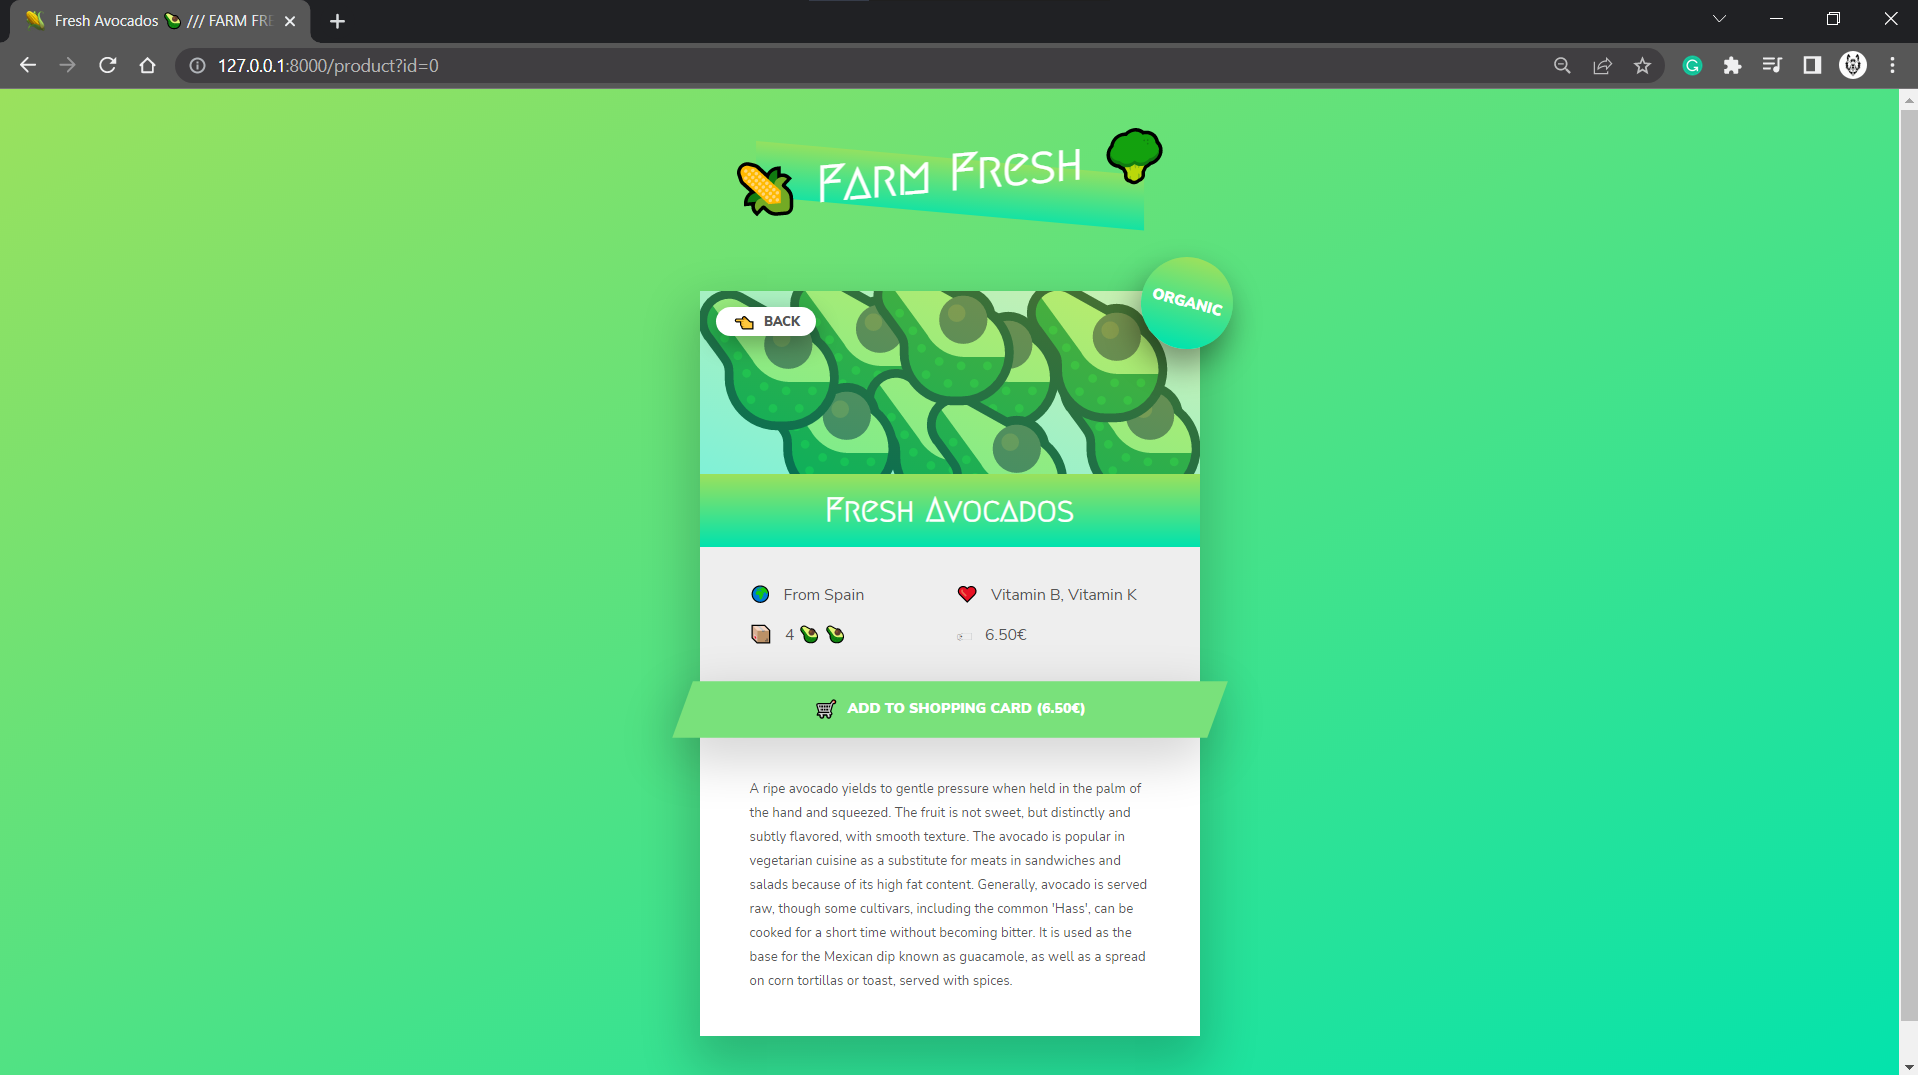 Fresh Avocados 🥑 /// FARM FRE
127.0.0.1:8000/product?id=0
Farm Fresh
ORGANIC
BACK
Fresh Avocados
From Spain
Vitamin B, Vitamin K
4 🥑 🥑
6.50€
ADD TO SHOPPING CARD (6.50€)
A ripe avocado yields to gentle pressure when held in the palm of
the hand and squeezed. The fruit is not sweet, but distinctly and
subtly flavored, with smooth texture. The avocado is popular in
vegetarian cuisine as a substitute for meats in sandwiches and
salads because of its high fat content. Generally, avocado is served
raw, though some cultivars, including the common 'Hass', can be
cooked for a short time without becoming bitter. It is used as the
base for the Mexican dip known as guacamole, as well as a spread
on corn tortillas or toast, served with spices.